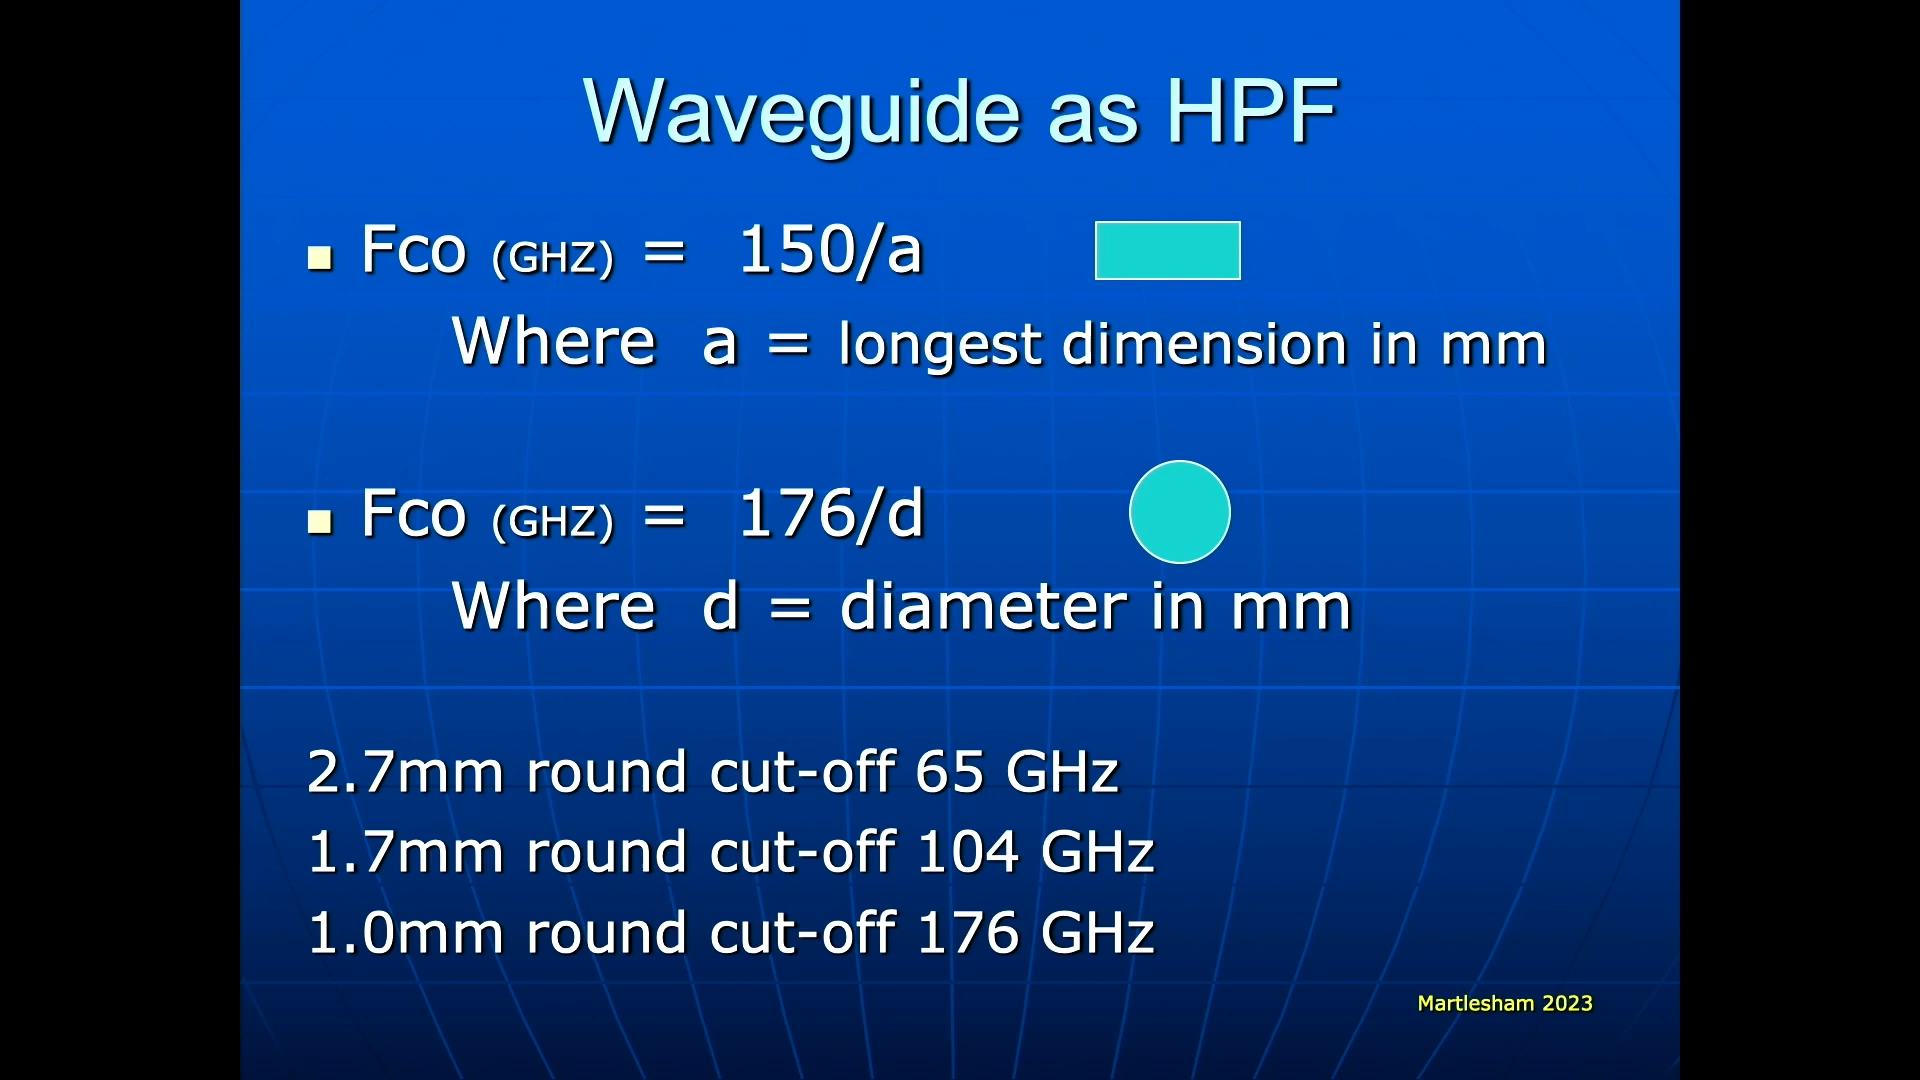 Waveguide as HPF
Fco (GHZ) = 150/a
Where a = longest dimension in mm
Fco (GHZ) = 176/d
Where d = diameter in mm
2.7mm round cut-off 65 GHz
1.7mm round cut-off 104 GHz
1.0mm round cut-off 176 GHz
Martlesham 2023